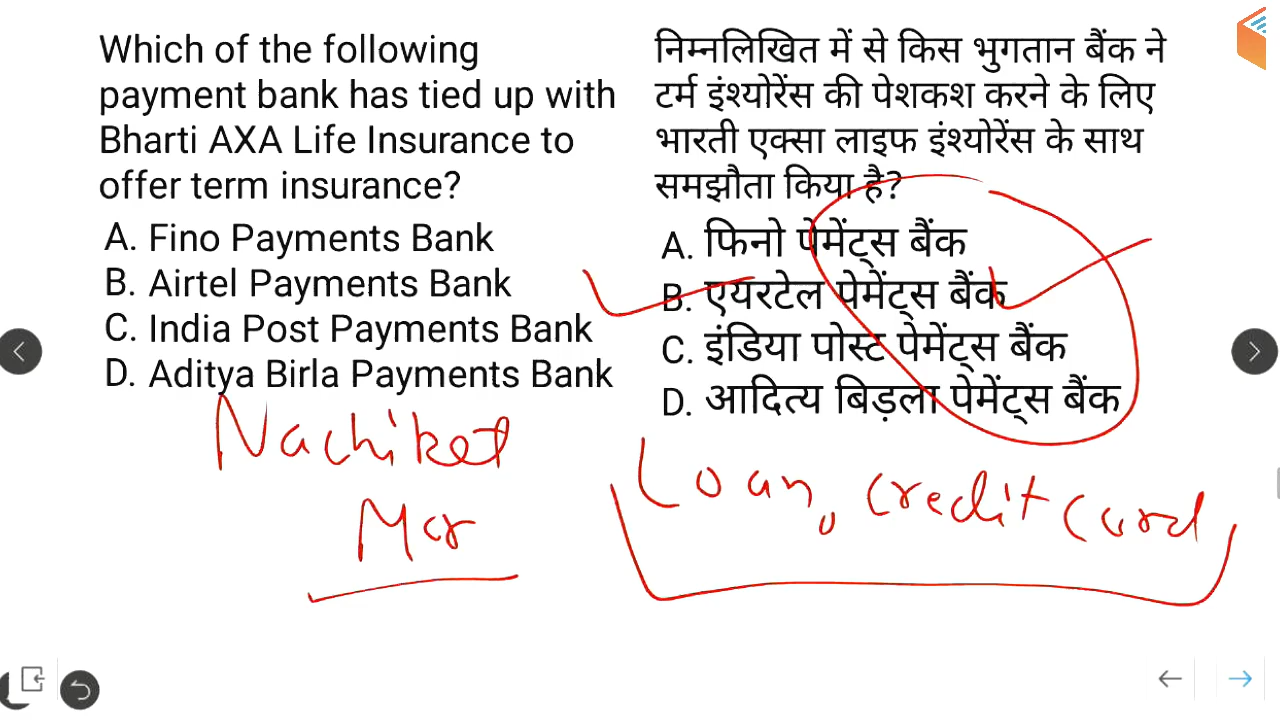 Which of the following
payment bank has tied up with
Bharti AXA Life Insurance to
offer term insurance?
A. Fino Payments Bank
B. Airtel Payments Bank
C. India Post Payments Bank
D. Aditya Birla Payments Bank
निम्नलिखित में से किस भुगतान बैंक ने
टर्म इंश्योरेंस की पेशकश करने के लिए
भारती एक्सा लाइफ इंश्योरेंस के साथ
समझौता किया है?
A. फिनो पेमेंट्स बैंक
B. एयरटेल पेमेंट्स बैंक
C. इंडिया पोस्ट पेमेंट्स बैंक
D. आदित्य बिड़ला पेमेंट्स बैंक
Nachiket
Mor
Loan, credit card